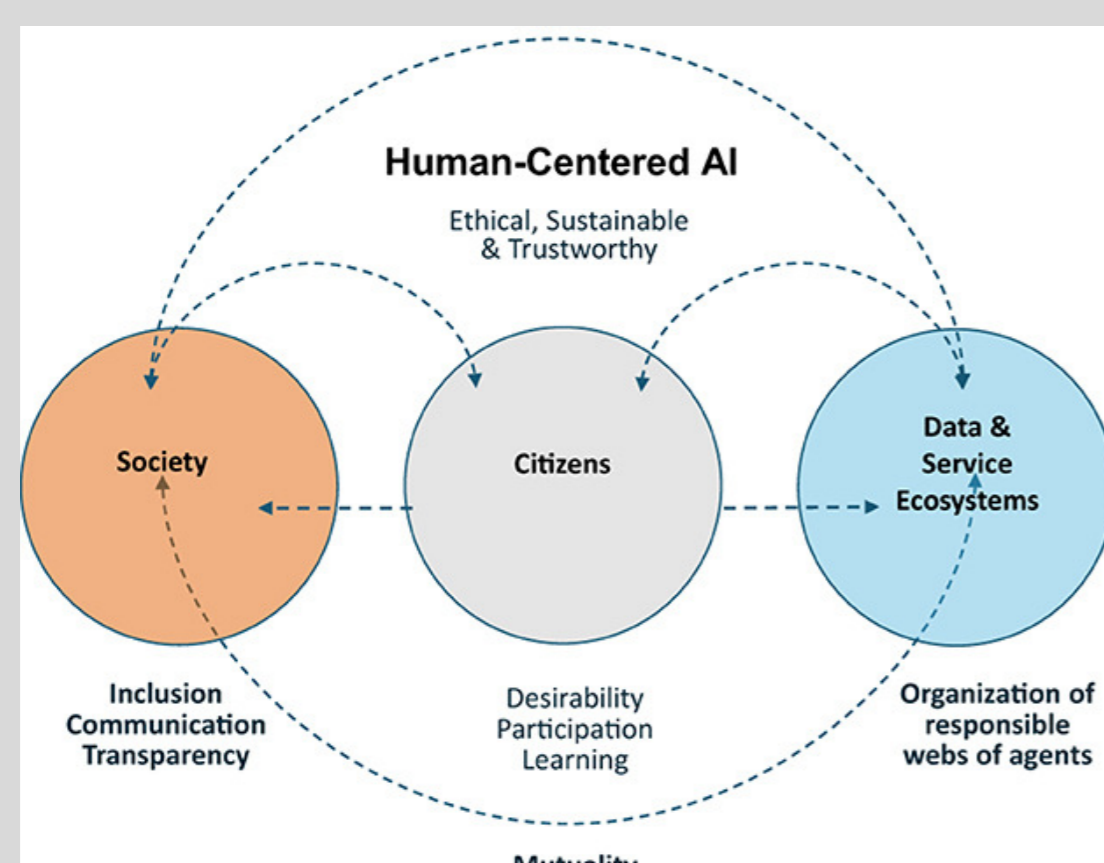 Human-Centered AI
Ethical, Sustainable
& Trustworthy
Society
Citizens
Data &
Service
Ecosystems
Inclusion
Communication
Transparency
Desirability
Participation
Learning
Organization of
responsible
webs of agents
Mutuality